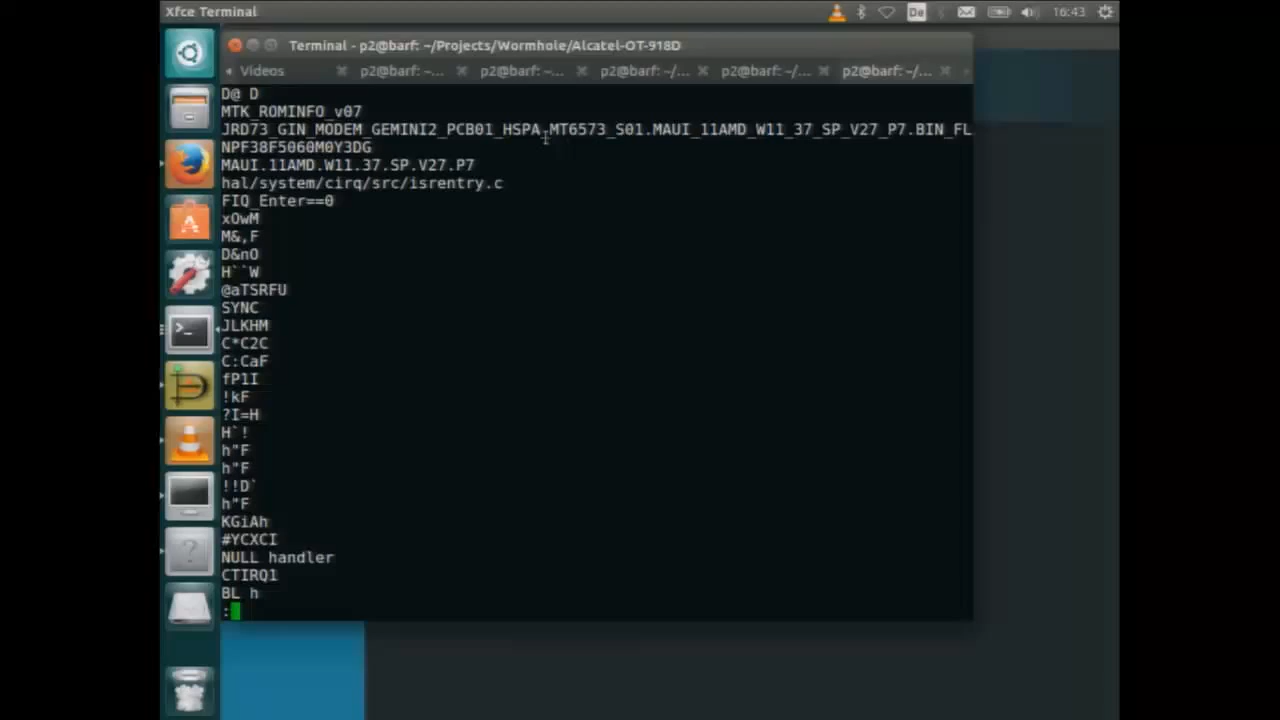 Xfce Terminal
De
16:43
Terminal - p2@barf: ~/Projects/Wormhole/Alcatel-OT-918D
Videos
p2@barf: ~-...
p2@barf: ~-...
p2@barf: ~/...
p2@barf: ~/...
p2@barf: ~/...
D@ D
MTK_ROMINFO_v07
JRD73_GIN_MODEM_GEMINI2_PCB01_HSPA_MT6573_S01.MAUI_11AMD_W11_37_SP_V27_P7.BIN_FL
NPF38F5060M0Y3DG
MAUI.11AMD.W11.37.SP.V27.P7
hal/system/cirq/src/isrentry.c
FIQ_Enter==0
xOwM
M&,F
D&nO
H``W
@aTSRFU
SYNC
JLKHM
C*C2C
C:CaF
fP1I
!kF
?I=H
H`!
h"F
h"F
!!D`
h"F
KGiAh
#YCXCI
NULL handler
CTIRQ1
BL h
: